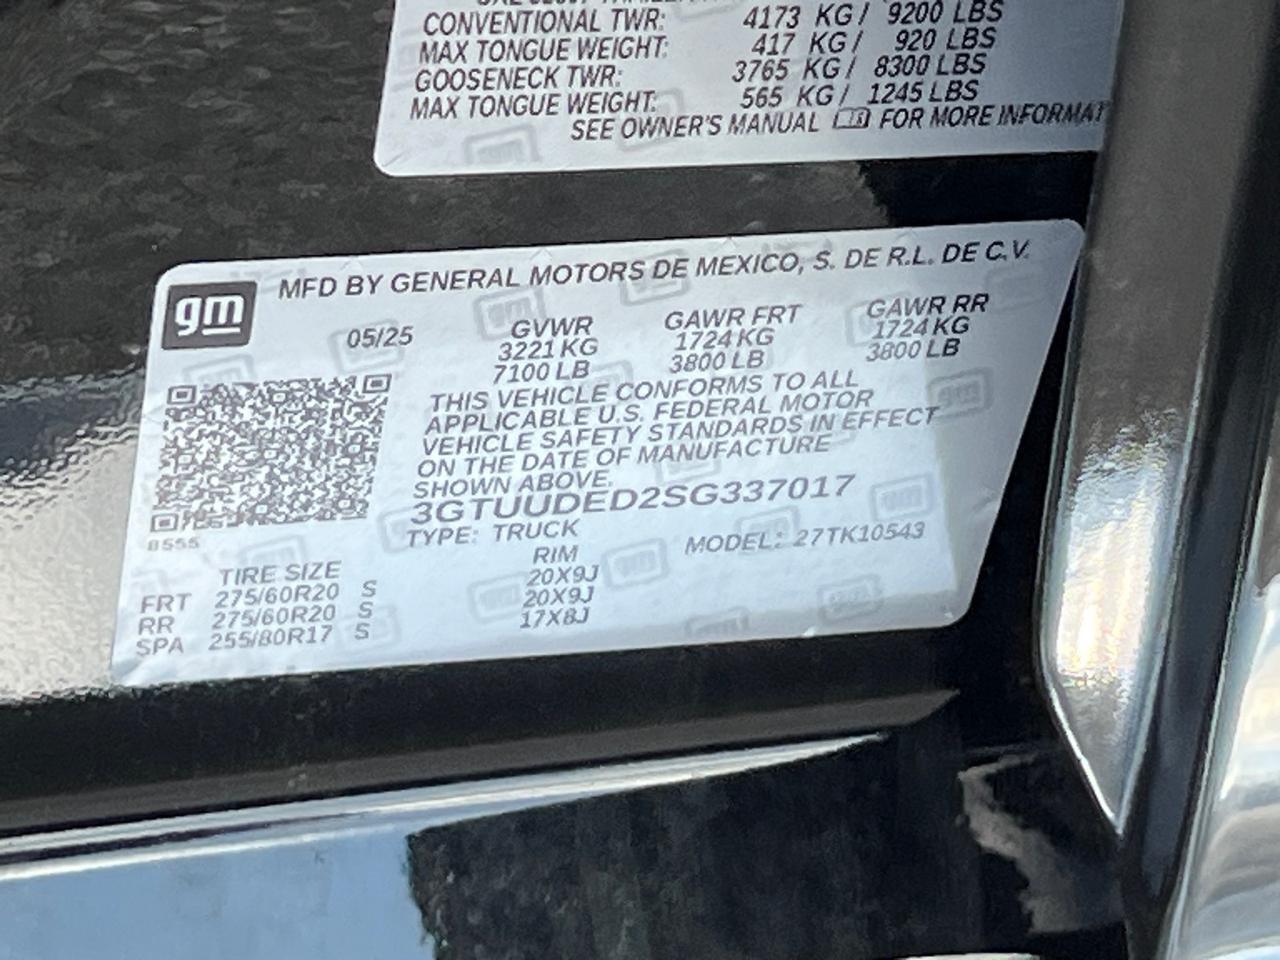 CONVENTIONAL TWR: 4173 KG / 9200 LBS
MAX TONGUE WEIGHT: 417 KG / 920 LBS
GOOSENECK TWR: 3765 KG / 8300 LBS
MAX TONGUE WEIGHT: 565 KG / 1245 LBS
SEE OWNER'S MANUAL FOR MORE INFORMAT
gm
MFD BY GENERAL MOTORS DE MEXICO, S. DE R.L. DE C.V.
05/25 GVWR GAWR FRT GAWR RR
3221 KG 1724 KG 1724 KG
7100 LB 3800 LB 3800 LB
THIS VEHICLE CONFORMS TO ALL
APPLICABLE U.S. FEDERAL MOTOR
VEHICLE SAFETY STANDARDS IN EFFECT
ON THE DATE OF MANUFACTURE
SHOWN ABOVE.
3GTUUDED2SG337017
TYPE: TRUCK MODEL: 27TK10543
TIRE SIZE RIM
FRT 275/60R20 S 20X9J
RR 275/60R20 S 20X9J
SPA 255/80R17 S 17X8J